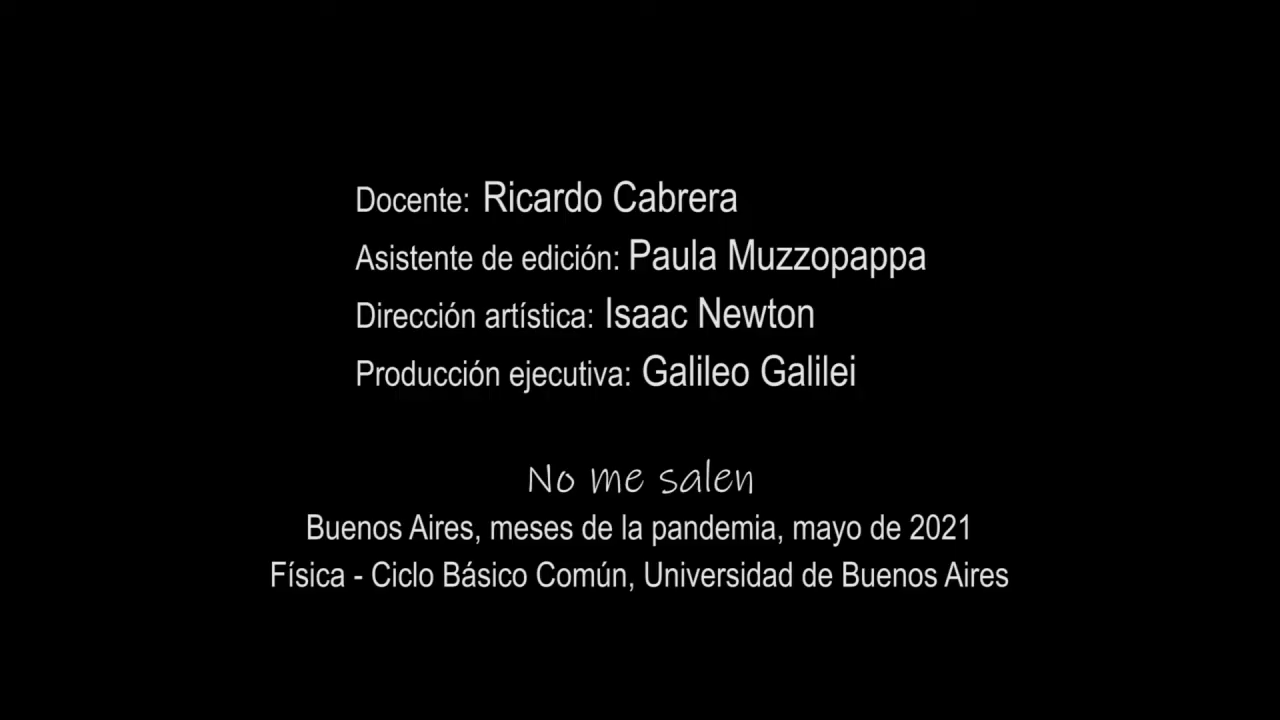 Docente: Ricardo Cabrera
Asistente de edición: Paula Muzzopappa
Dirección artística: Isaac Newton
Producción ejecutiva: Galileo Galilei
No me salen
Buenos Aires, meses de la pandemia, mayo de 2021
Física - Ciclo Básico Común, Universidad de Buenos Aires